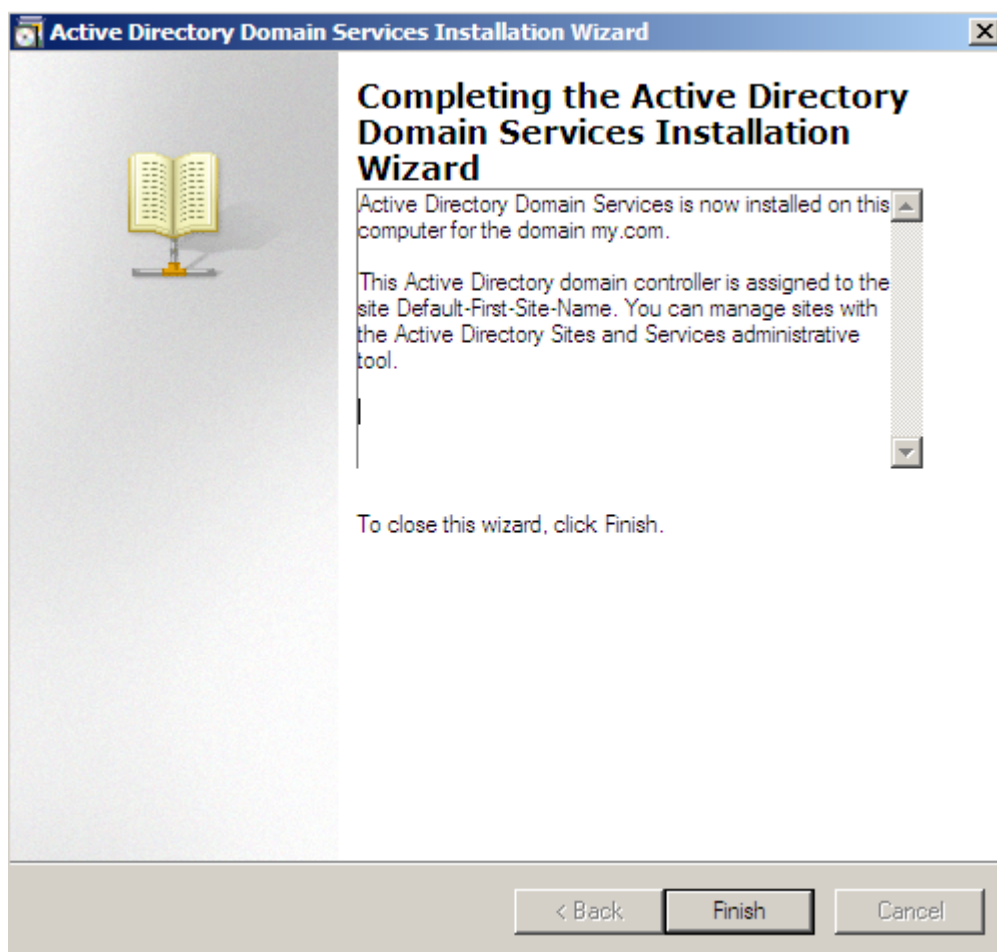 Active Directory Domain Services Installation Wizard
Completing the Active Directory
Domain Services Installation
Wizard
Active Directory Domain Services is now installed on this
computer for the domain my.com.
This Active Directory domain controller is assigned to the
site Default-First-Site-Name. You can manage sites with
the Active Directory Sites and Services administrative
tool.
To close this wizard, click Finish.
< Back Finish Cancel